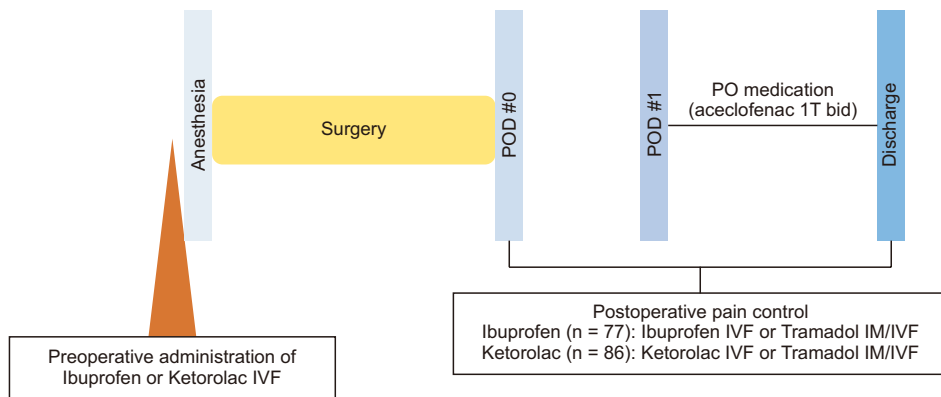 Anesthesia
Surgery
POD #0
POD #1
PO medication
(aceclofenac 1T bid)
Discharge
Preoperative administration of
Ibuprofen or Ketorolac IVF
Postoperative pain control
Ibuprofen (n = 77): Ibuprofen IVF or Tramadol IM/IVF
Ketorolac (n = 86): Ketorolac IVF or Tramadol IM/IVF